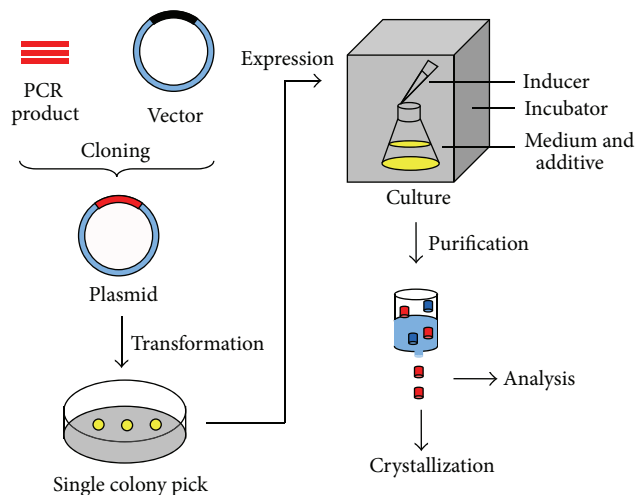 PCR
product
Vector
Cloning
Plasmid
Transformation
Single colony pick
Expression
Inducer
Incubator
Medium and
additive
Culture
Purification
Analysis
Crystallization